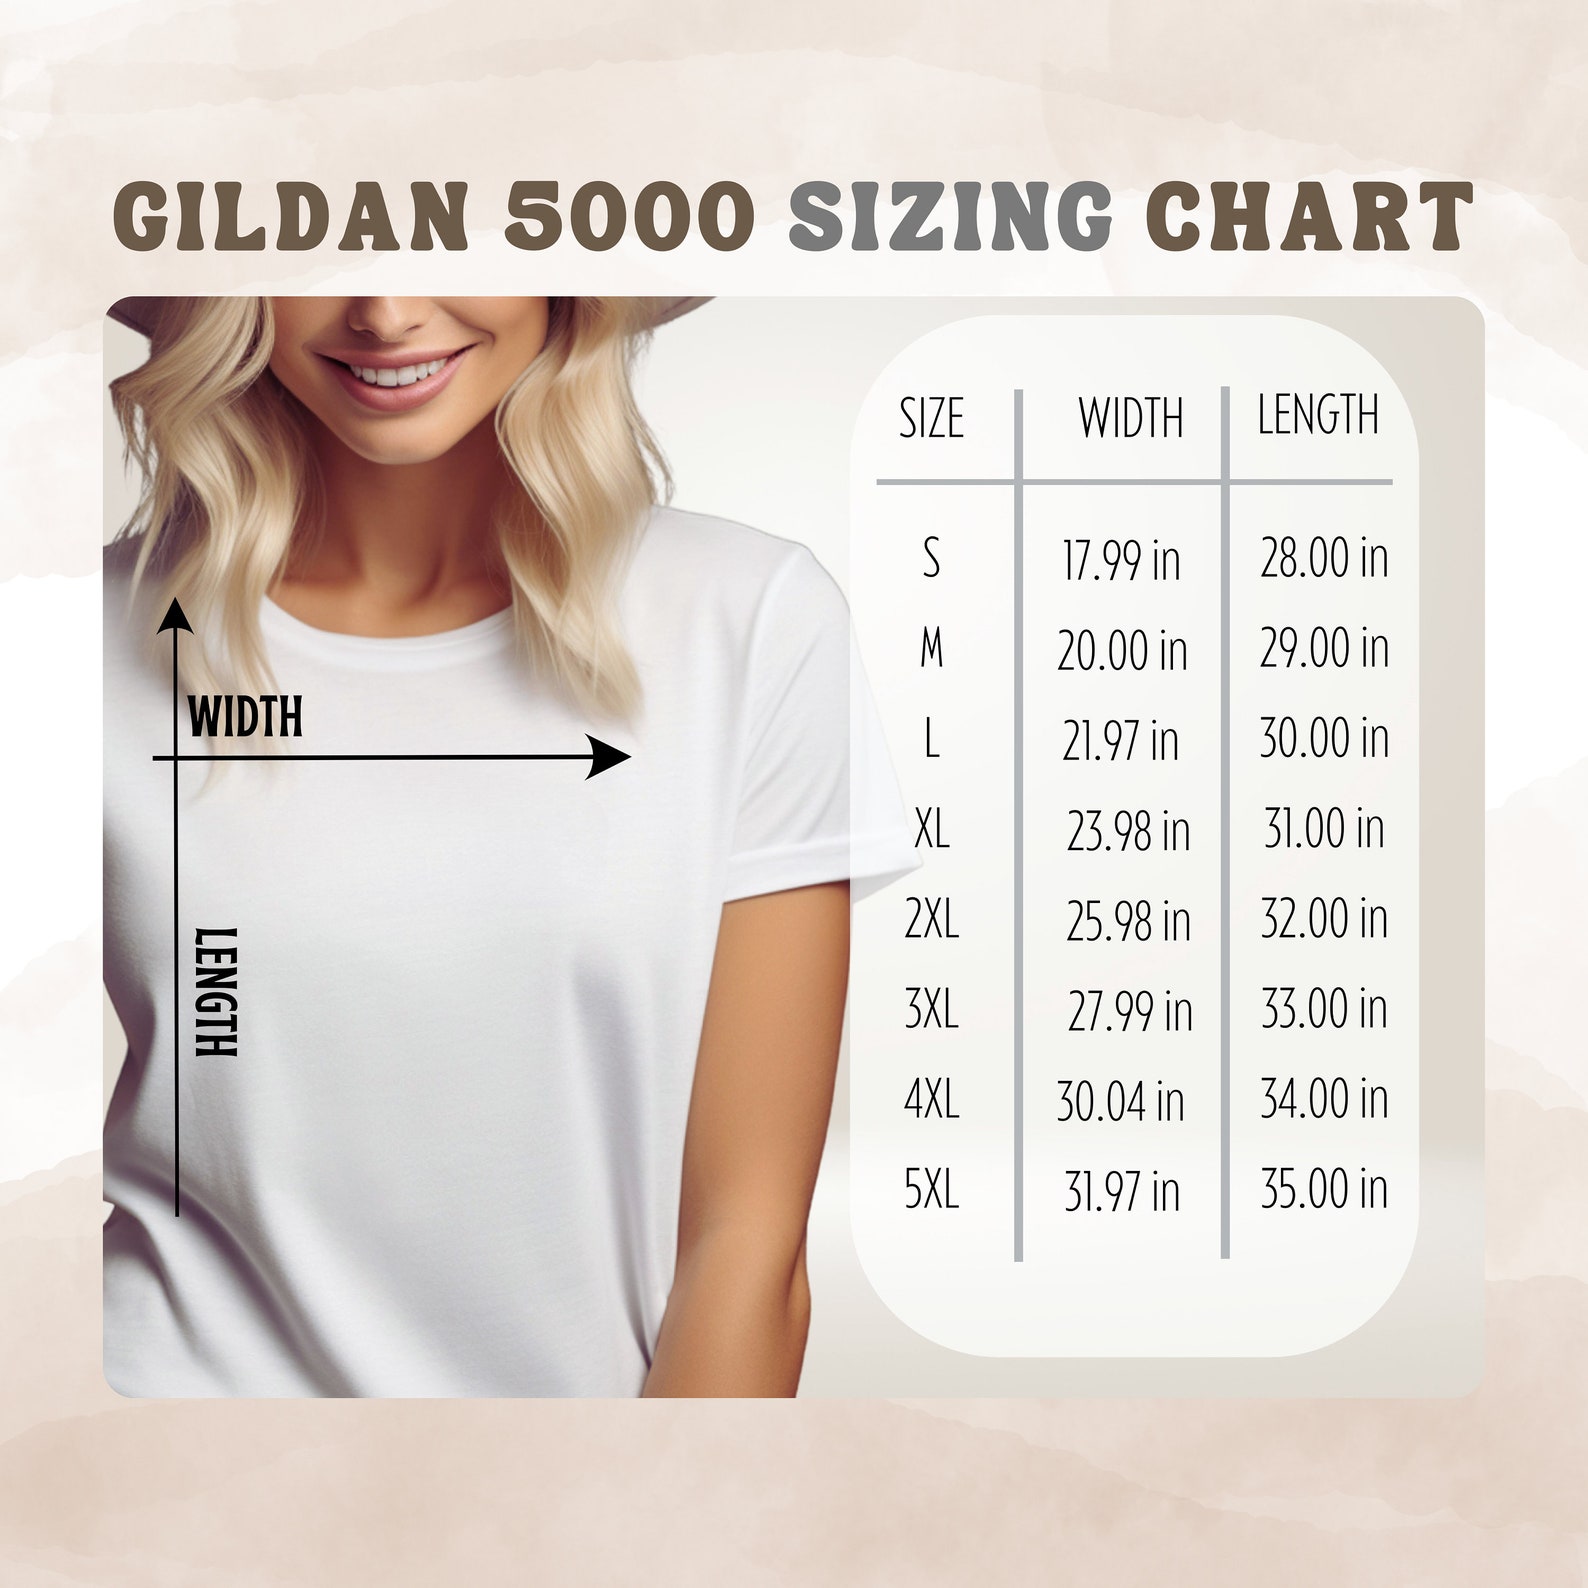 GILDAN 5000 SIZING CHART
SIZE WIDTH LENGTH
S 17.99 in 28.00 in
M 20.00 in 29.00 in
L 21.97 in 30.00 in
XL 23.98 in 31.00 in
2XL 25.98 in 32.00 in
3XL 27.99 in 33.00 in
4XL 30.04 in 34.00 in
5XL 31.97 in 35.00 in
WIDTH
LENGTH